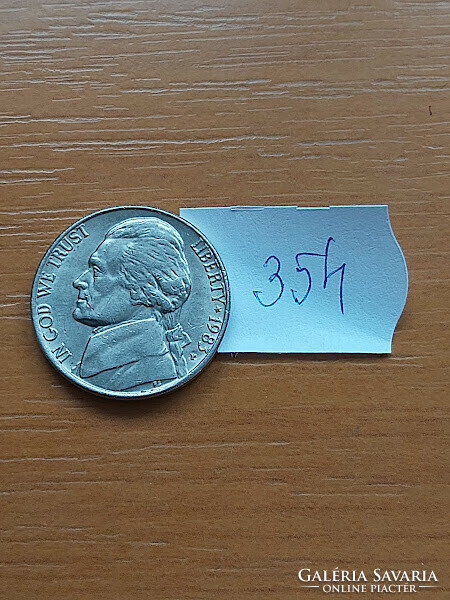 IN GOD WE TRUST
LIBERTY ★ 1983
354
GALÉRIA SAVARIA
ONLINE PIACTÉR